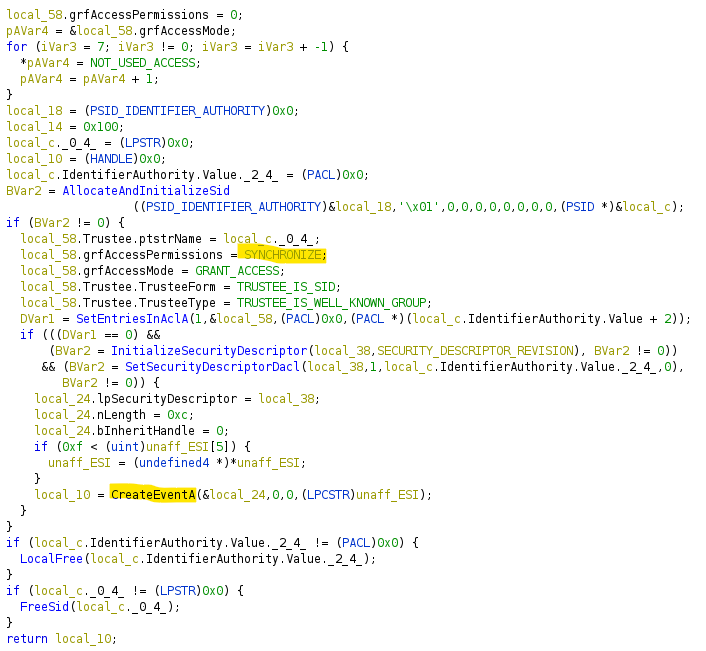 local_58.grfAccessPermissions = 0;
pAVar4 = &local_58.grfAccessMode;
for (iVar3 = 7; iVar3 != 0; iVar3 = iVar3 + -1) {
  *pAVar4 = NOT_USED_ACCESS;
  pAVar4 = pAVar4 + 1;
}
local_18 = (PSID_IDENTIFIER_AUTHORITY)0x0;
local_14 = 0x100;
local_c._0_4_ = (LPSTR)0x0;
local_10 = (HANDLE)0x0;
local_c.IdentifierAuthority.Value._2_4_ = (PACL)0x0;
BVar2 = AllocateAndInitializeSid
                  ((PSID_IDENTIFIER_AUTHORITY)&local_18,'\x01',0,0,0,0,0,0,0,0,(PSID *)&local_c);
if (BVar2 != 0) {
  local_58.Trustee.ptstrName = local_c._0_4_;
  local_58.grfAccessPermissions = SYNCHRONIZE;
  local_58.grfAccessMode = GRANT_ACCESS;
  local_58.Trustee.TrusteeForm = TRUSTEE_IS_SID;
  local_58.Trustee.TrusteeType = TRUSTEE_IS_WELL_KNOWN_GROUP;
  DVar1 = SetEntriesInAclA(1,&local_58,(PACL)0x0,(PACL *)(local_c.IdentifierAuthority.Value + 2));
  if (((DVar1 == 0) &&
      (BVar2 = InitializeSecurityDescriptor(local_38,SECURITY_DESCRIPTOR_REVISION), BVar2 != 0))
     && (BVar2 = SetSecurityDescriptorDacl(local_38,1,local_c.IdentifierAuthority.Value._2_4_,0),
        BVar2 != 0)) {
    local_24.lpSecurityDescriptor = local_38;
    local_24.nLength = 0xc;
    local_24.bInheritHandle = 0;
    if (0xf < (uint)unaff_ESI[5]) {
      unaff_ESI = (undefined4 *)*unaff_ESI;
    }
    local_10 = CreateEventA(&local_24,0,0,(LPCSTR)unaff_ESI);
  }
}
if (local_c.IdentifierAuthority.Value._2_4_ != (PACL)0x0) {
  LocalFree(local_c.IdentifierAuthority.Value._2_4_);
}
if (local_c._0_4_ != (LPSTR)0x0) {
  FreeSid(local_c._0_4_);
}
return local_10;